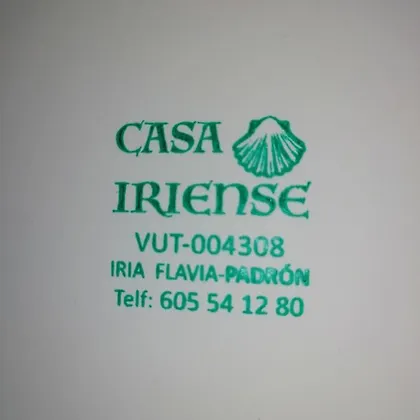 CASA
IRIENSE
VUT-004308
IRIA FLAVIA-PADRÓN
Telf: 605 54 12 80